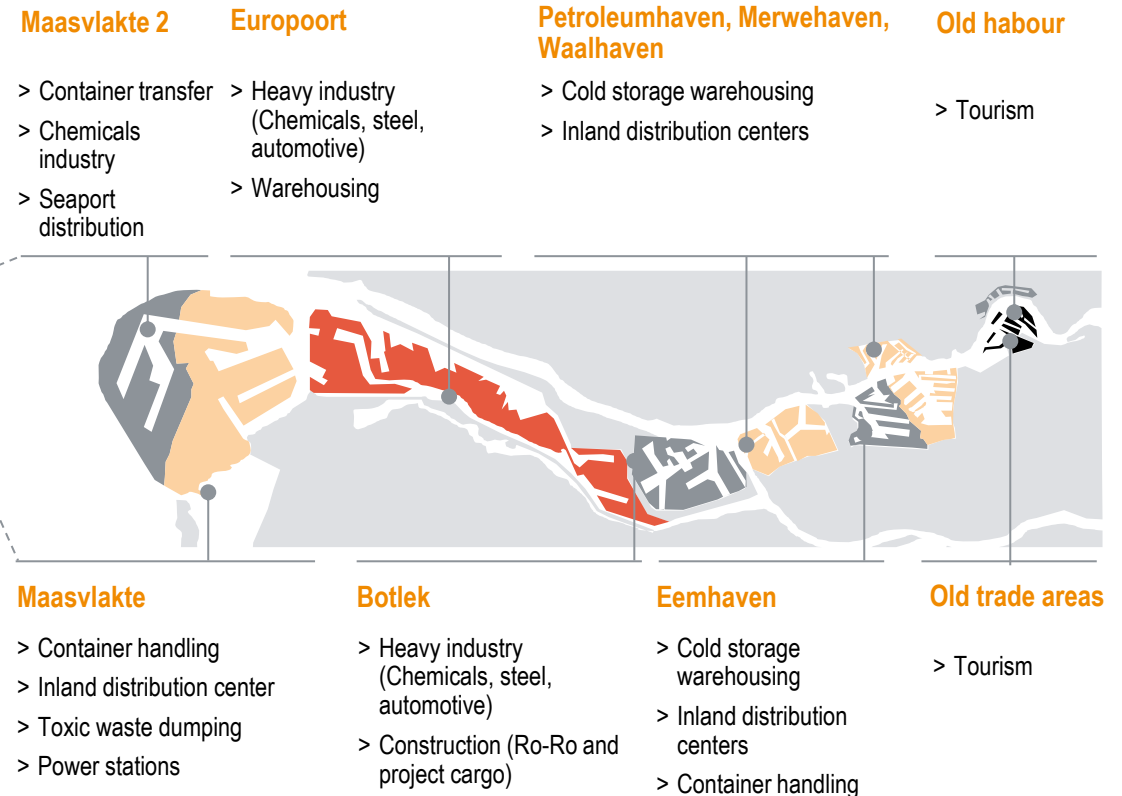 Maasvlakte 2
> Container transfer
> Chemicals
industry
> Seaport
distribution
Europoort
> Heavy industry
(Chemicals, steel,
automotive)
> Warehousing
Petroleumhaven, Merwehaven,
Waalhaven
> Cold storage warehousing
> Inland distribution centers
Old habour
> Tourism
Maasvlakte
> Container handling
> Inland distribution center
> Toxic waste dumping
> Power stations
Botlek
> Heavy industry
(Chemicals, steel,
automotive)
> Construction (Ro-Ro and
project cargo)
Eemhaven
> Cold storage
warehousing
> Inland distribution
centers
> Container handling
Old trade areas
> Tourism